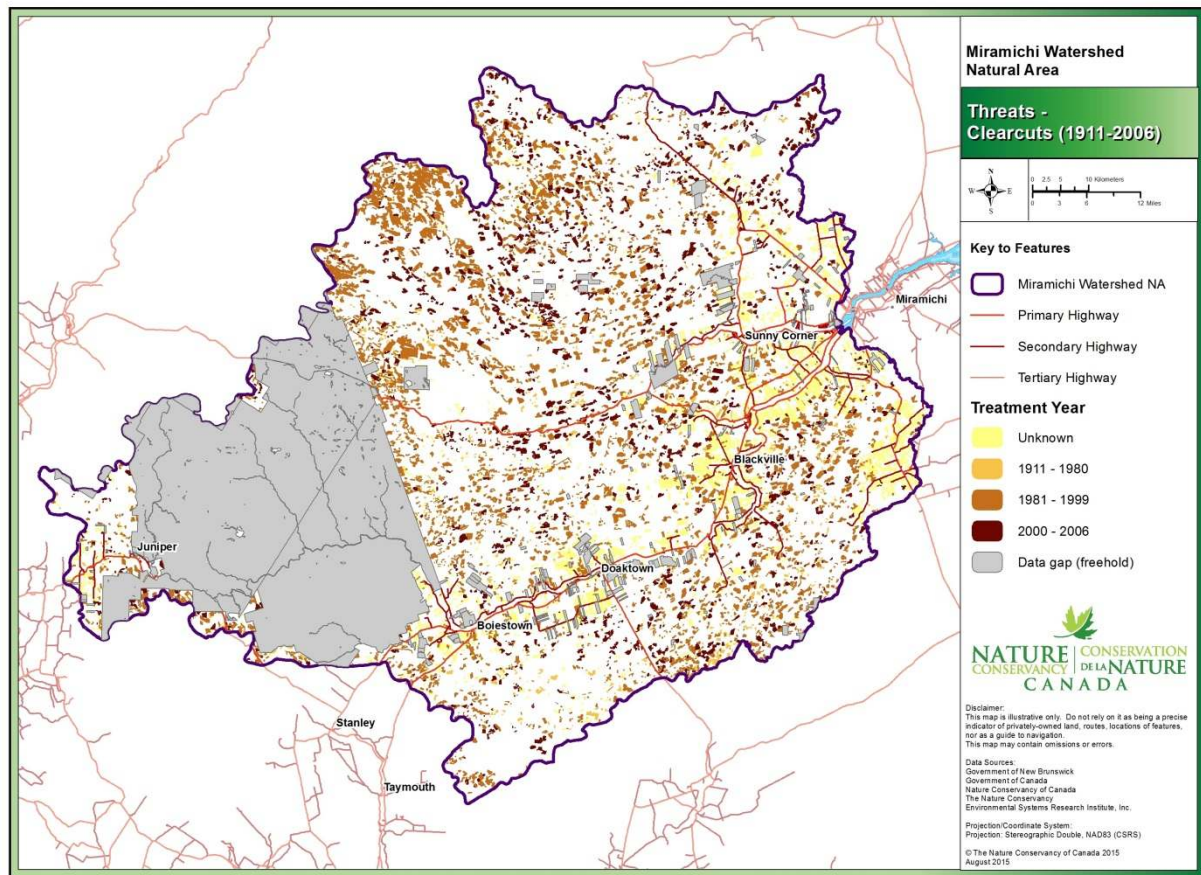 Miramichi Watershed
Natural Area
Threats -
Clearcuts (1911-2006)
N
W
E
S
0 2.5 5 10 Kilometers
0 3 6 12 Miles
Key to Features
Miramichi Watershed NA
Primary Highway
Secondary Highway
Tertiary Highway
Treatment Year
Unknown
1911 - 1980
1981 - 1999
2000 - 2006
Data gap (freehold)
NATURE CONSERVATION
CONSERVANCY DE LA NATURE
CANADA
Disclaimer:
This map is illustrative only. Do not rely on it as being a precise
indicator of privately-owned land, routes, locations of features,
nor as a guide to navigation.
This map may contain omissions or errors.
Data Sources:
Government of New Brunswick
Government of Canada
Nature Conservancy of Canada
The Nature Conservancy
Environmental Systems Research Institute, Inc.
Projection/Coordinate System:
Projection: Stereographic Double, NAD83 (CSRS)
© The Nature Conservancy of Canada 2015
August 2015
Miramichi
Sunny Corner
Blackville
Juniper
Doaktown
Boiestown
Stanley
Taymouth